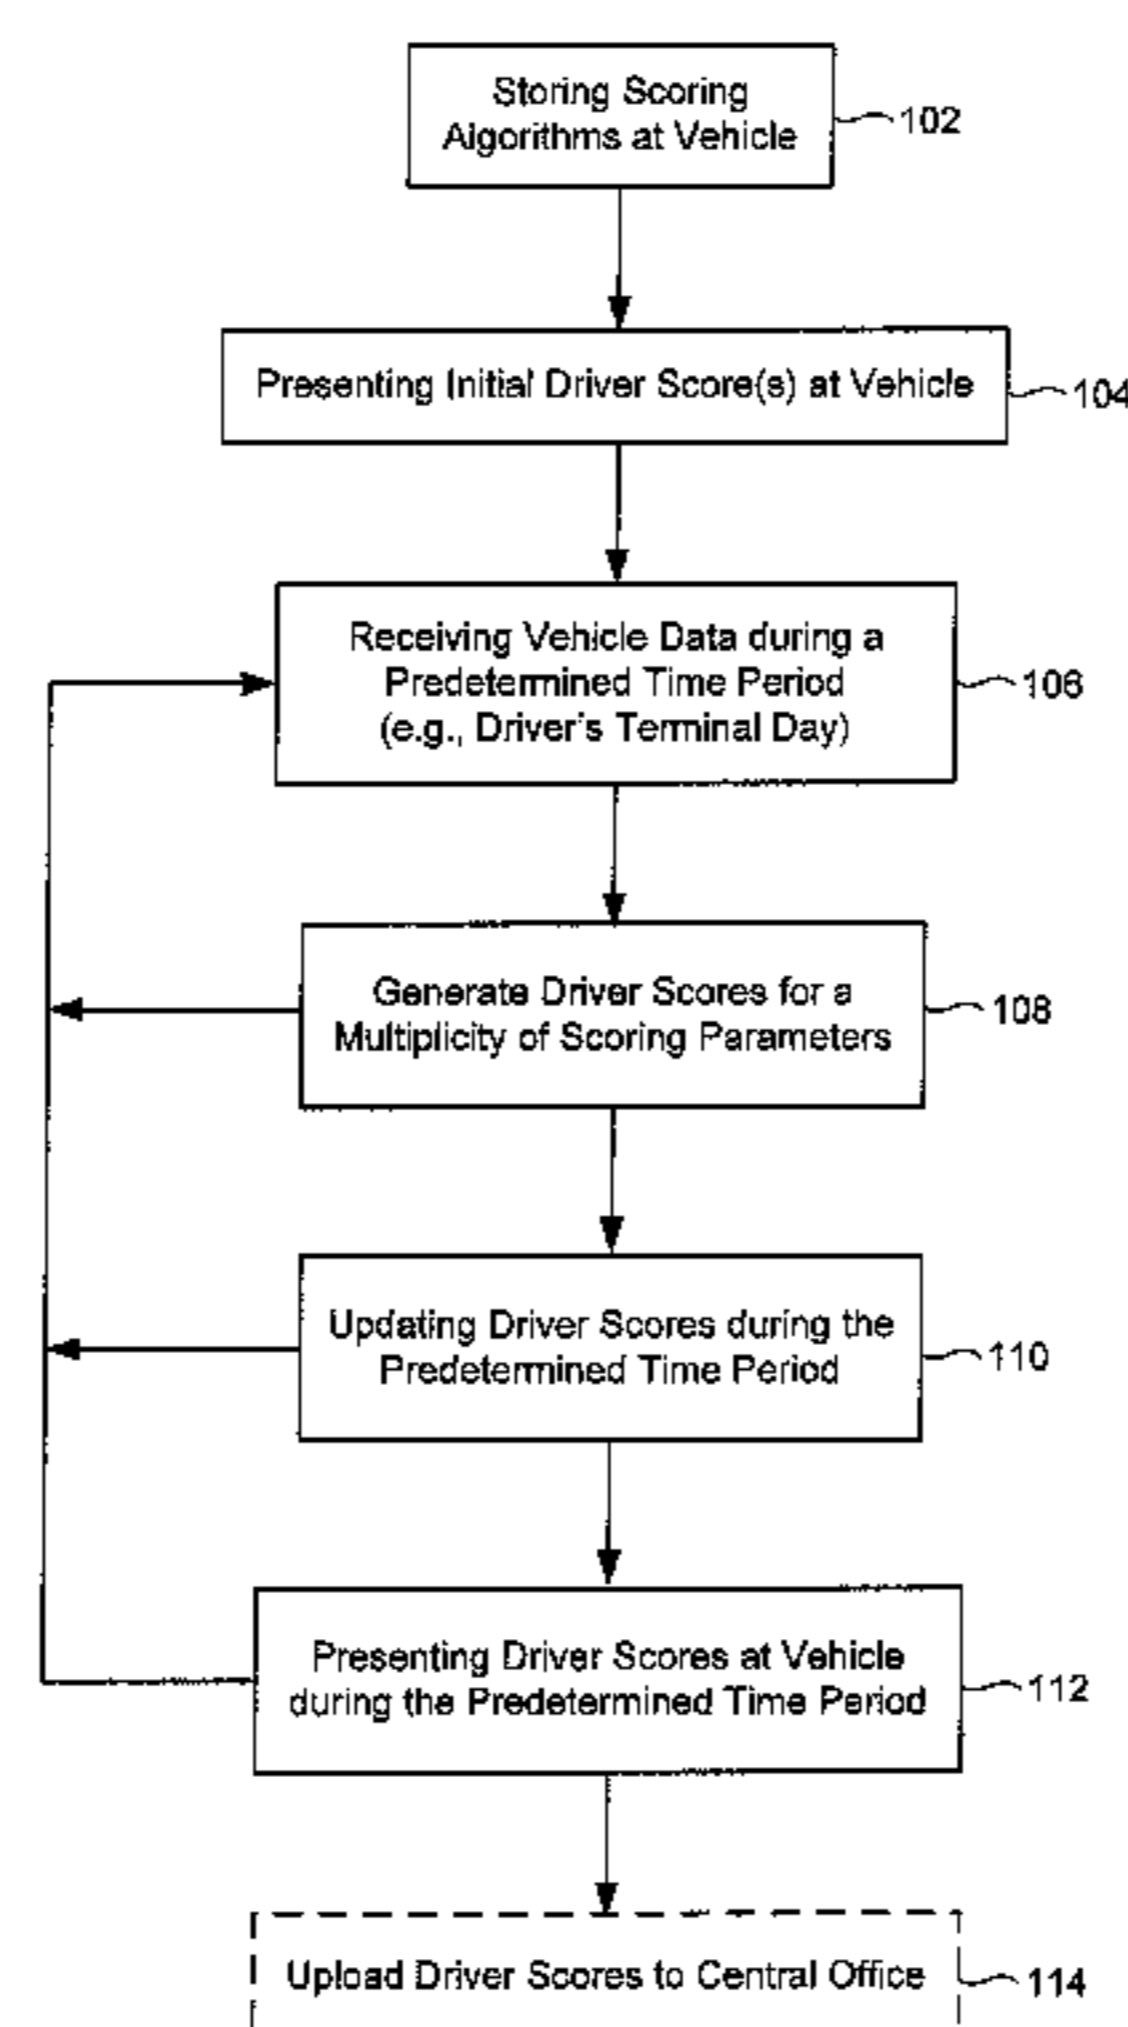 Storing Scoring
Algorithms at Vehicle
102
Presenting Initial Driver Score(s) at Vehicle
104
Receiving Vehicle Data during a
Predetermined Time Period
(e.g., Driver's Terminal Day)
106
Generate Driver Scores for a
Multiplicity of Scoring Parameters
108
Updating Driver Scores during the
Predetermined Time Period
110
Presenting Driver Scores at Vehicle
during the Predetermined Time Period
112
Upload Driver Scores to Central Office
114